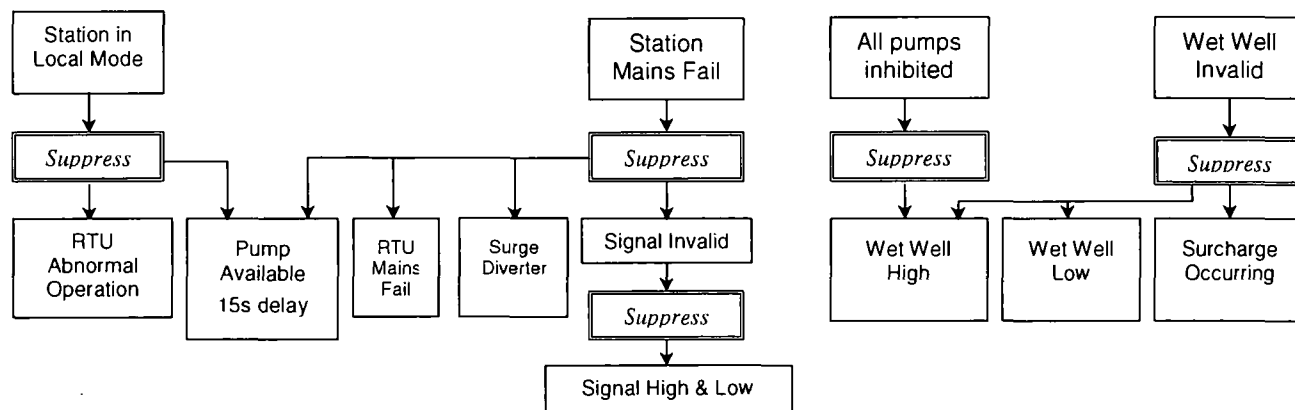 Station in
Local Mode
Station
Mains Fail
All pumps
inhibited
Wet Well
Invalid
Suppress
Suppress
Suppress
Suppress
RTU
Abnormal
Operation
Pump
Available
15s delay
RTU
Mains
Fail
Surge
Diverter
Signal Invalid
Wet Well
High
Wet Well
Low
Surcharge
Occurring
Suppress
Signal High & Low